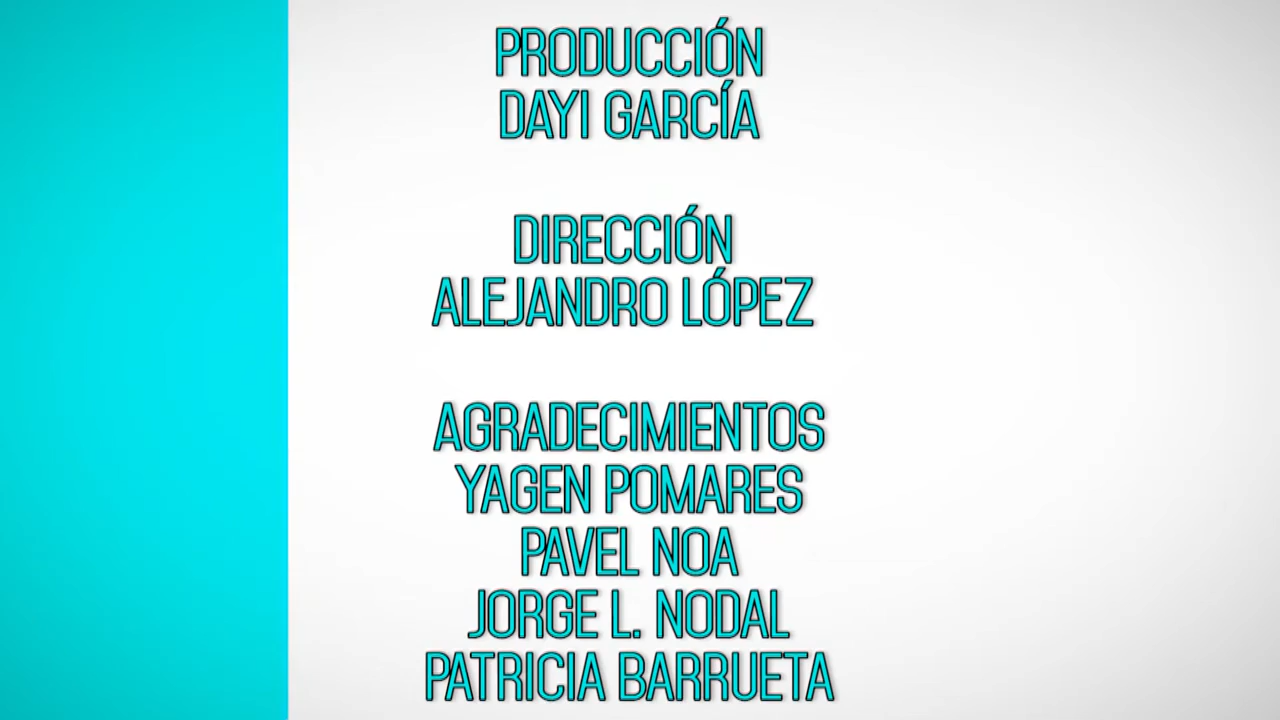 PRODUCCIÓN
DAYI GARCÍA
DIRECCIÓN
ALEJANDRO LÓPEZ
AGRADECIMIENTOS
YAGEN POMARES
PAVEL NOA
JORGE L. NODAL
PATRICIA BARRUETA